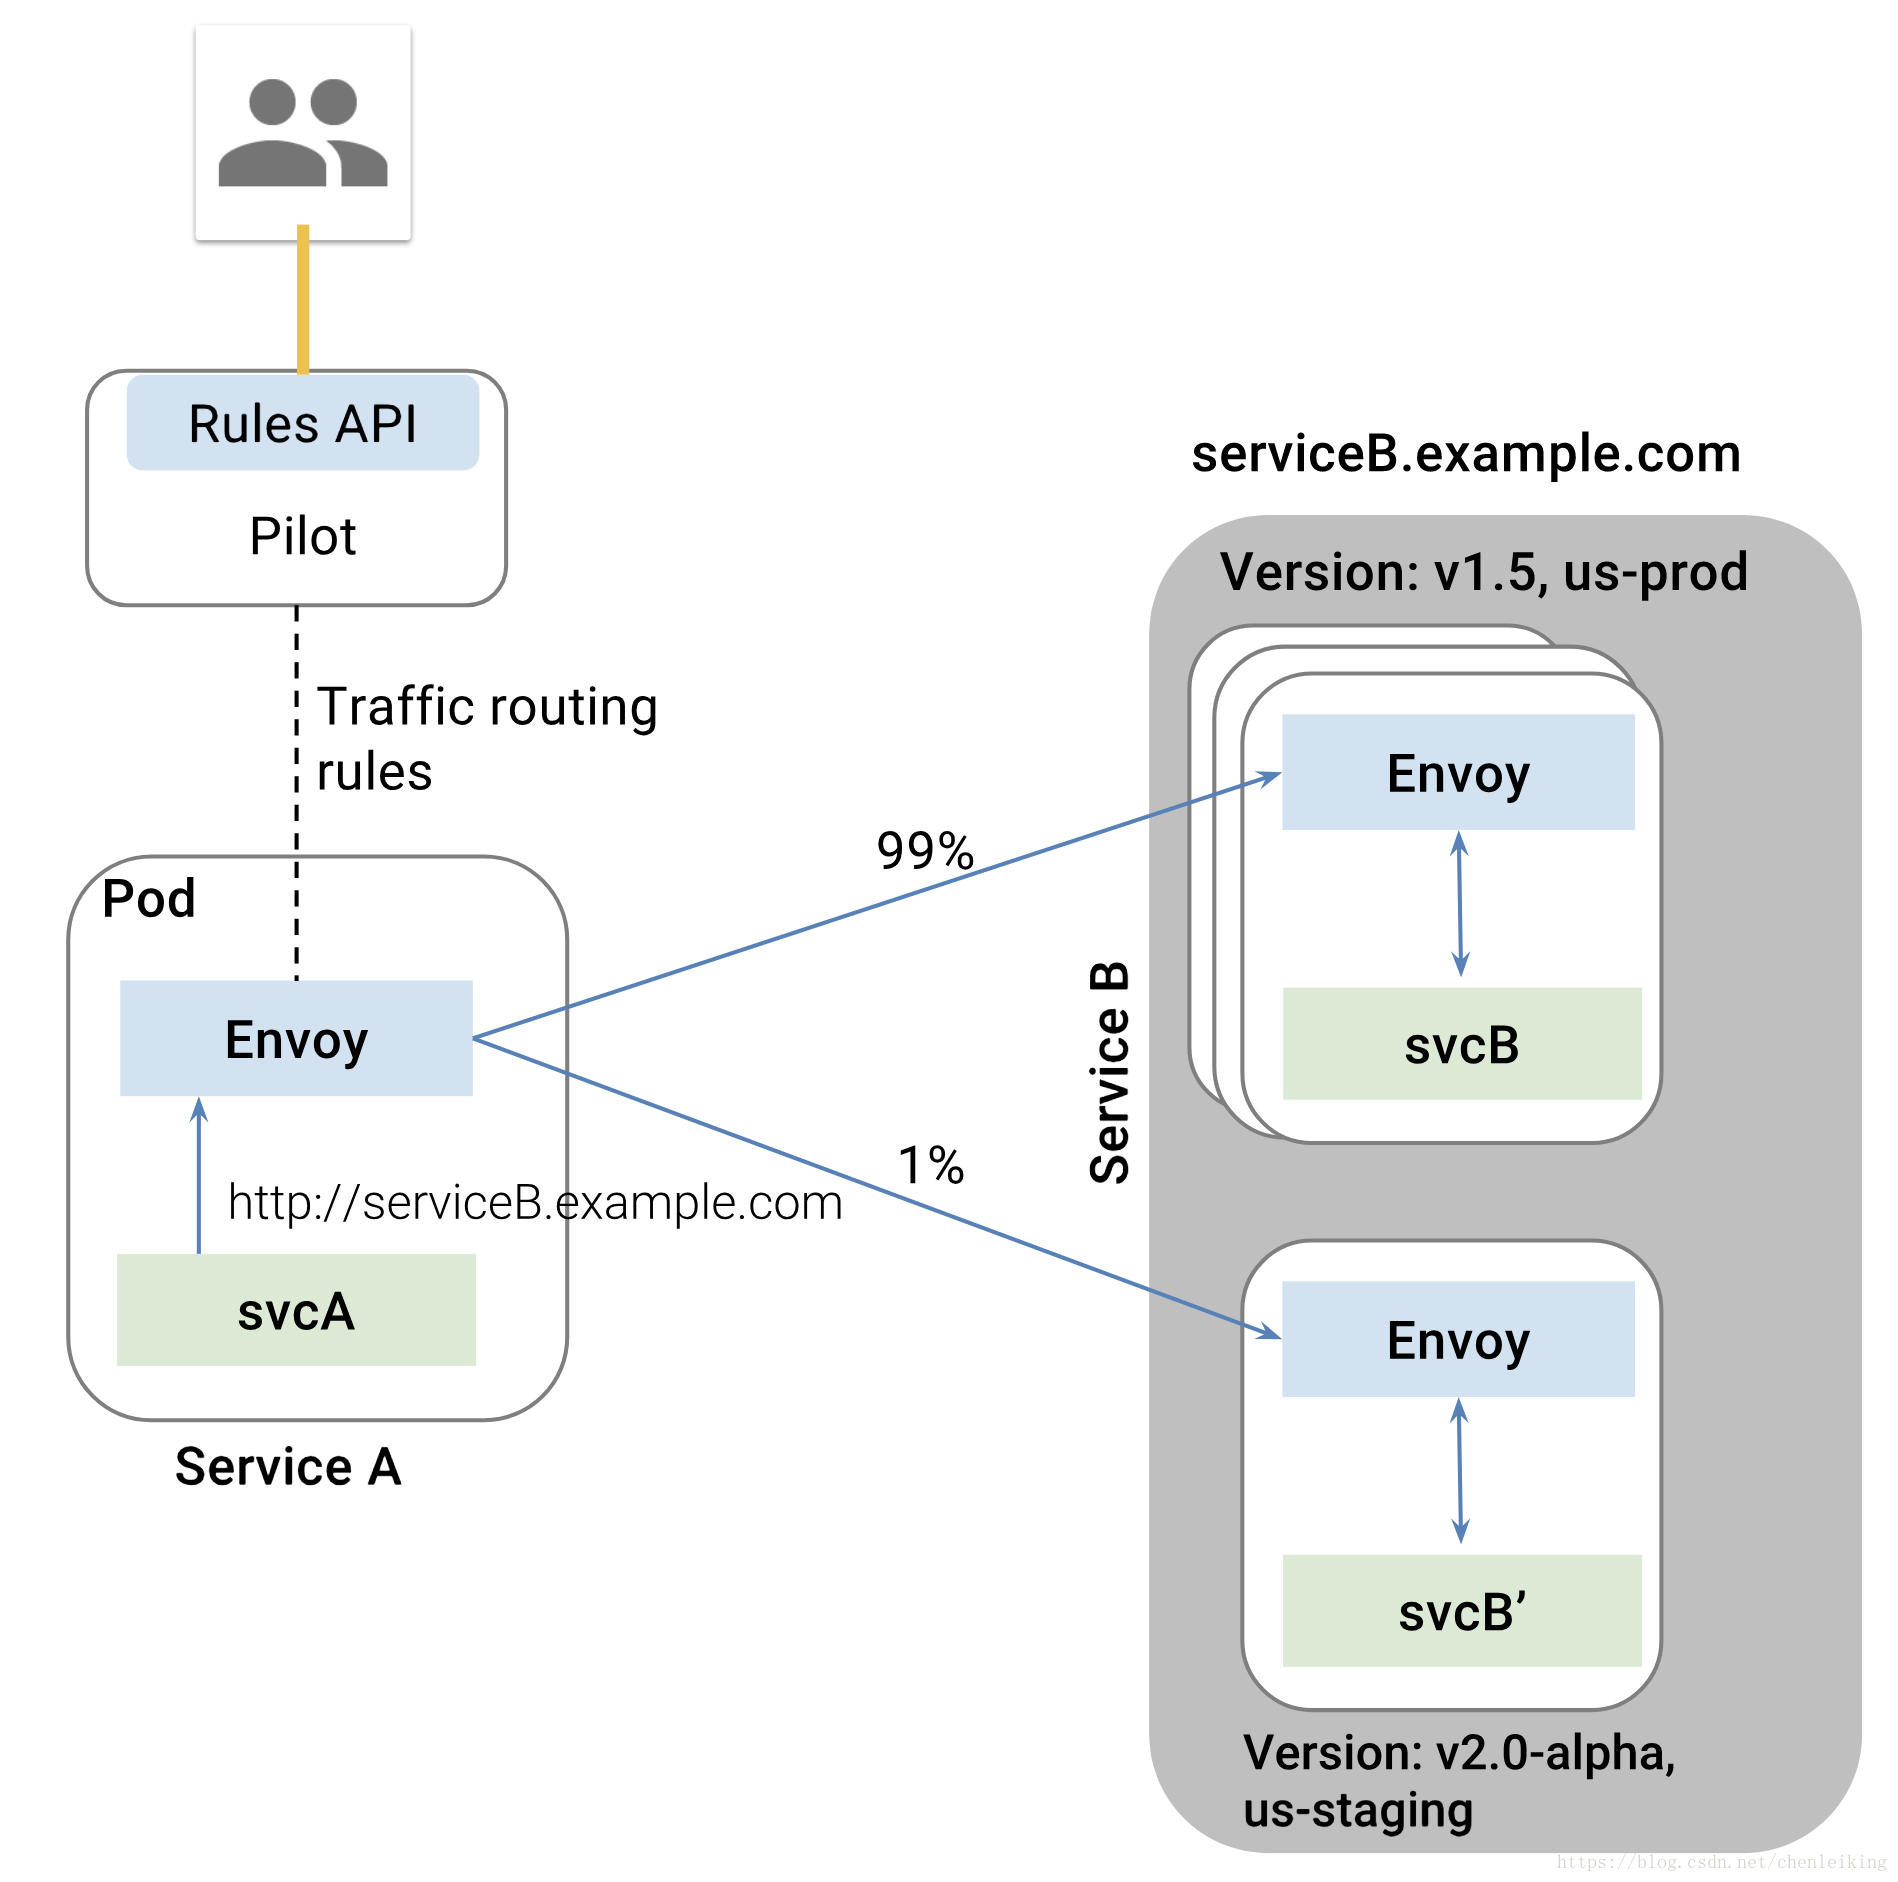 Rules API
Pilot
Traffic routing
rules
Pod
Envoy
http://serviceB.example.com
svcA
Service A
99%
1%
serviceB.example.com
Service B
Version: v1.5, us-prod
Envoy
svcB
Envoy
svcB’
Version: v2.0-alpha,
us-staging
https://blog.csdn.net/chenleiking